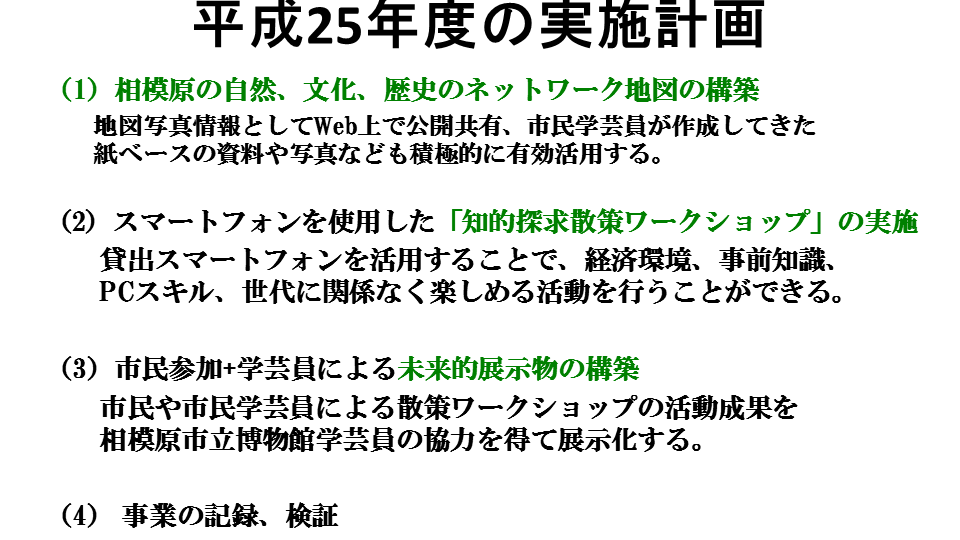 平成25年度の実施計画
(1) 相模原の自然、文化、歴史のネットワーク地図の構築
地図写真情報としてWeb上で公開共有、市民学芸員が作成してきた
紙ベースの資料や写真なども積極的に有効活用する。
(2) スマートフォンを使用した「知的探求散策ワークショップ」の実施
貸出スマートフォンを活用することで、経済環境、事前知識、
PCスキル、世代に関係なく楽しめる活動を行うことができる。
(3) 市民参加+学芸員による未来的展示物の構築
市民や市民学芸員による散策ワークショップの活動成果を
相模原市立博物館学芸員の協力を得て展示化する。
(4) 事業の記録、検証